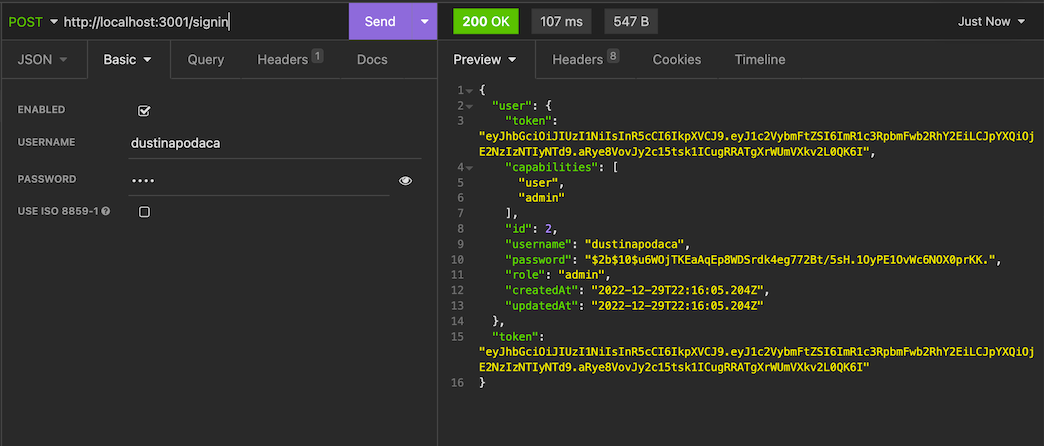 POST http://localhost:3001/signin Send 200 OK 107 ms 547 B Just Now
JSON Basic Query Headers 1 Docs Preview Headers 8 Cookies Timeline
ENABLED
USERNAME dustinapodaca
PASSWORD ••••
USE ISO 8859-1
1 {
2 "user": {
3 "token":
"eyJhbGciOiJIUzI1NiIsInR5cCI6IkpXVCJ9.eyJ1c2VybmFtZSI6ImR1c3RpbmFwb2RhY2EiLCJpYXQiOj
E2NzIzNTIyNTd9.aRye8VovJy2c15tsk1ICugRRATgXrWUmVXkv2L0QK6I",
4 "capabilities": [
5 "user",
6 "admin"
7 ],
8 "id": 2,
9 "username": "dustinapodaca",
10 "password": "$2b$10$u6WOjTKEaAqEp8WDSrdk4eg772Bt/5sH.1OyPE1OvWc6NOX0prKK.",
11 "role": "admin",
12 "createdAt": "2022-12-29T22:16:05.204Z",
13 "updatedAt": "2022-12-29T22:16:05.204Z"
14 },
15 "token":
"eyJhbGciOiJIUzI1NiIsInR5cCI6IkpXVCJ9.eyJ1c2VybmFtZSI6ImR1c3RpbmFwb2RhY2EiLCJpYXQiOj
E2NzIzNTIyNTd9.aRye8VovJy2c15tsk1ICugRRATgXrWUmVXkv2L0QK6I"
16 }